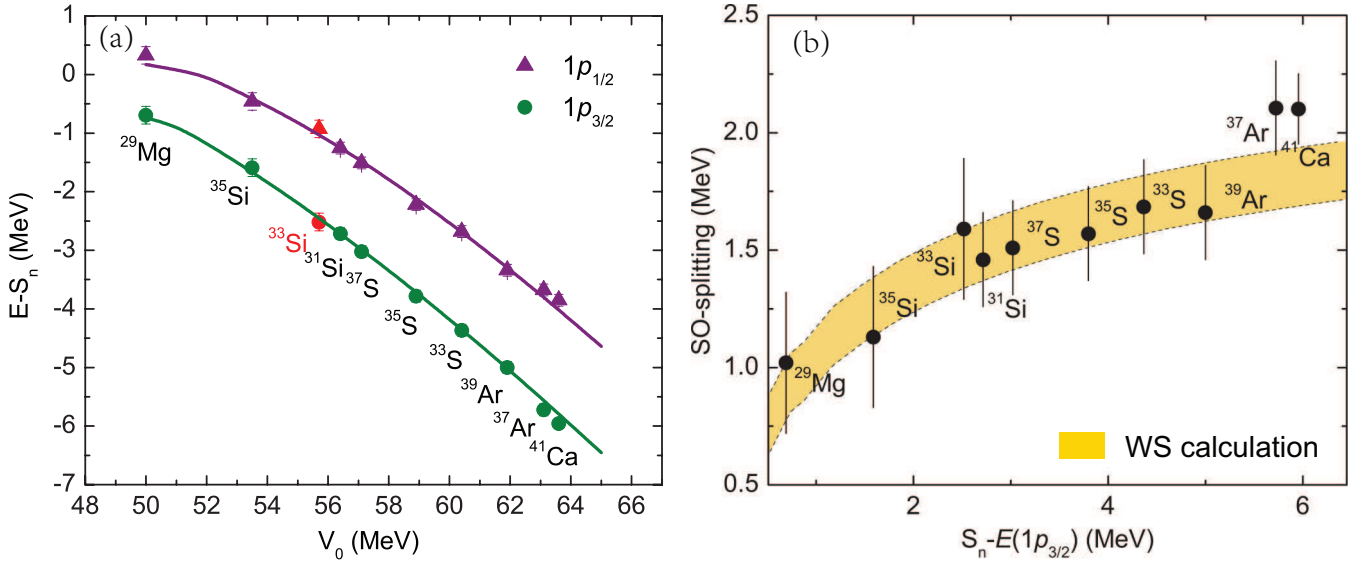 (a)
1p1/2
1p3/2
29Mg
35Si
33Si
31Si
37S
35S
33S
39Ar
37Ar
41Ca
0
-1
-2
-3
-4
-5
-6
-7
E-Sn (MeV)
48 50 52 54 56 58 60 62 64 66
V0 (MeV)
(b)
2.5
2.0
1.5
1.0
0.5
SO-splitting (MeV)
37Ar
41Ca
33Si
37S
35S
33S
39Ar
35Si
31Si
29Mg
WS calculation
2 4 6
Sn-E(1p3/2) (MeV)